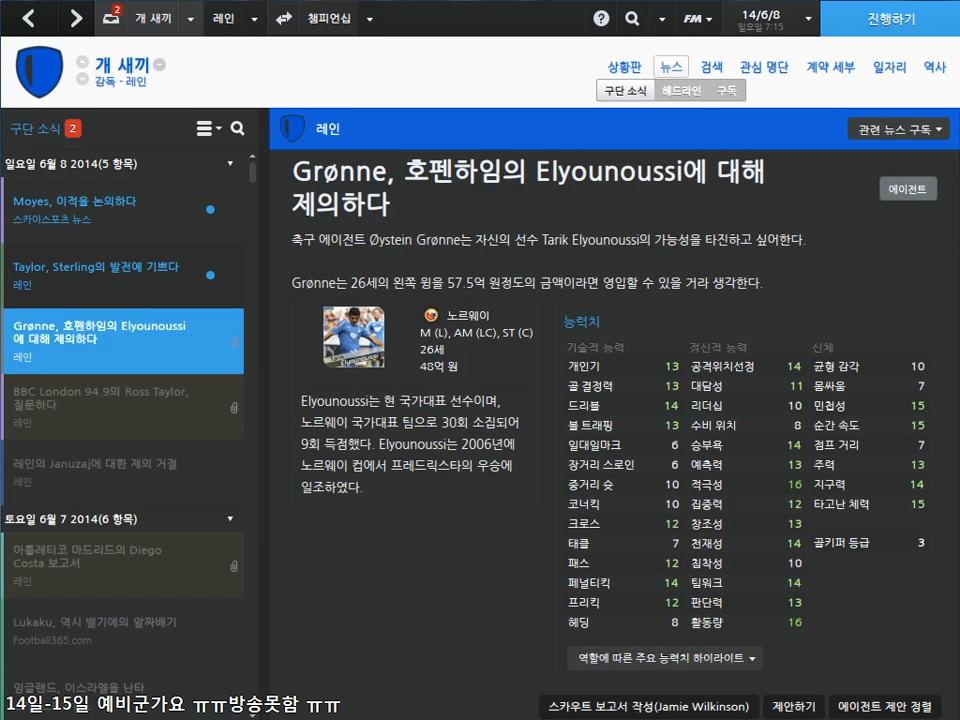 2
개 새끼
레인
챔피언십
?
FM
14/6/8
일요일 7:15
진행하기
개 새끼
감독 - 레인
상황판
뉴스
검색
관심 명단
계약 세부
일자리
역사
구단 소식
헤드라인
구독
구단 소식 2
레인
관련 뉴스 구독
일요일 6월 8 2014(5 항목)
Moyes, 이적을 논의하다
스카이스포츠 뉴스
Taylor, Sterling의 발전에 기쁘다
레인
Grønne, 호펜하임의 Elyounoussi
에 대해 제의하다
레인
BBC London 94.9의 Ross Taylor,
질문하다
레인
레인의 Januzaj에 대한 제의 거절
레인
토요일 6월 7 2014(6 항목)
아틀레티코 마드리드의 Diego
Costa 보고서
레인
Lukaku, 역시 벨기에의 알짜배기
Football365.com
잉글랜드, 이스라엘을 난타
Grønne, 호펜하임의 Elyounoussi에 대해
제의하다
에이전트
축구 에이전트 Øystein Grønne는 자신의 선수 Tarik Elyounoussi의 가능성을 타진하고 싶어한다.
Grønne는 26세의 왼쪽 윙을 57.5억 원정도의 금액이라면 영입할 수 있을 거라 생각한다.
Elyounoussi
노르웨이
M (L), AM (LC), ST (C)
26세
48억 원
Elyounoussi는 현 국가대표 선수이며,
노르웨이 국가대표 팀으로 30회 소집되어
9회 득점했다. Elyounoussi는 2006년에
노르웨이 컵에서 프레드릭스타의 우승에
일조하였다.
능력치
기술적 능력 정신적 능력 신체
개인기 13 공격위치선정 14 균형 감각 10
골 결정력 13 대담성 11 몸싸움 7
드리블 14 리더십 10 민첩성 15
볼 트래핑 13 수비 위치 8 순간 속도 15
일대일마크 6 승부욕 14 점프 거리 7
장거리 스로인 6 예측력 13 주력 13
중거리 슛 10 적극성 16 지구력 14
코너킥 10 집중력 12 타고난 체력 15
크로스 12 창조성 13
태클 7 천재성 14 골키퍼 등급 3
패스 12 침착성 10
페널티킥 14 팀워크 14
프리킥 12 판단력 13
헤딩 8 활동량 16
역할에 따른 주요 능력치 하이라이트
스카우트 보고서 작성(Jamie Wilkinson)
제안하기
에이전트 제안 정렬
14일-15일 예비군가요 ㅠㅠ방송못함 ㅠㅠ